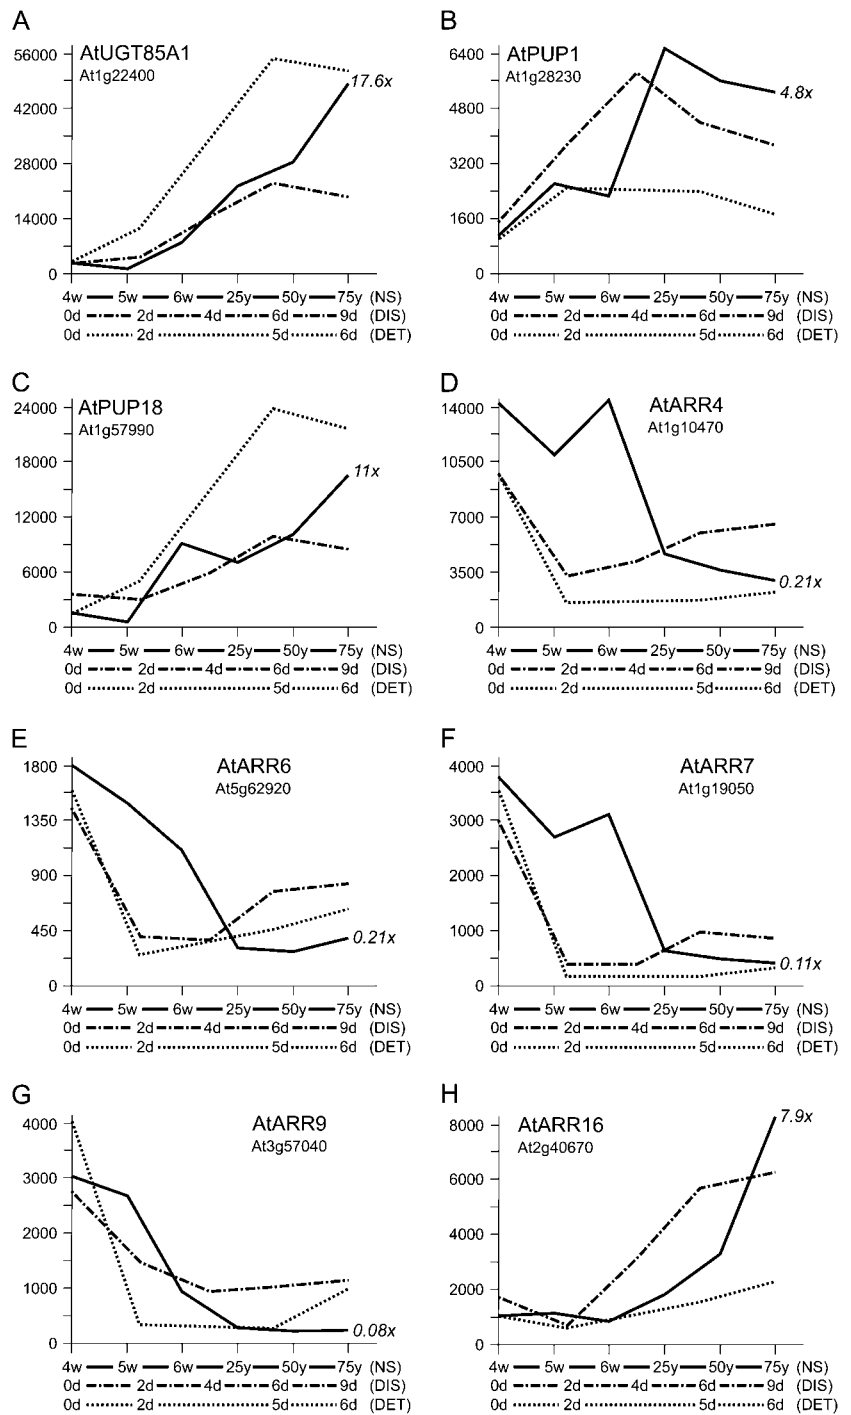 A
AtUGT85A1
At1g22400
56000
42000
28000
14000
0
17.6x
4w 5w 6w 25y 50y 75y (NS)
0d 2d 4d 6d 9d (DIS)
0d 2d 5d 6d (DET)
B
AtPUP1
At1g28230
6400
4800
3200
1600
0
4.8x
4w 5w 6w 25y 50y 75y (NS)
0d 2d 4d 6d 9d (DIS)
0d 2d 5d 6d (DET)
C
AtPUP18
At1g57990
24000
18000
12000
6000
0
11x
4w 5w 6w 25y 50y 75y (NS)
0d 2d 4d 6d 9d (DIS)
0d 2d 5d 6d (DET)
D
AtARR4
At1g10470
14000
10500
7000
3500
0
0.21x
4w 5w 6w 25y 50y 75y (NS)
0d 2d 4d 6d 9d (DIS)
0d 2d 5d 6d (DET)
E
AtARR6
At5g62920
1800
1350
900
450
0
0.21x
4w 5w 6w 25y 50y 75y (NS)
0d 2d 4d 6d 9d (DIS)
0d 2d 5d 6d (DET)
F
AtARR7
At1g19050
4000
3000
2000
1000
0
0.11x
4w 5w 6w 25y 50y 75y (NS)
0d 2d 4d 6d 9d (DIS)
0d 2d 5d 6d (DET)
G
AtARR9
At3g57040
4000
3000
2000
1000
0
0.08x
4w 5w 6w 25y 50y 75y (NS)
0d 2d 4d 6d 9d (DIS)
0d 2d 5d 6d (DET)
H
AtARR16
At2g40670
8000
6000
4000
2000
0
7.9x
4w 5w 6w 25y 50y 75y (NS)
0d 2d 4d 6d 9d (DIS)
0d 2d 5d 6d (DET)